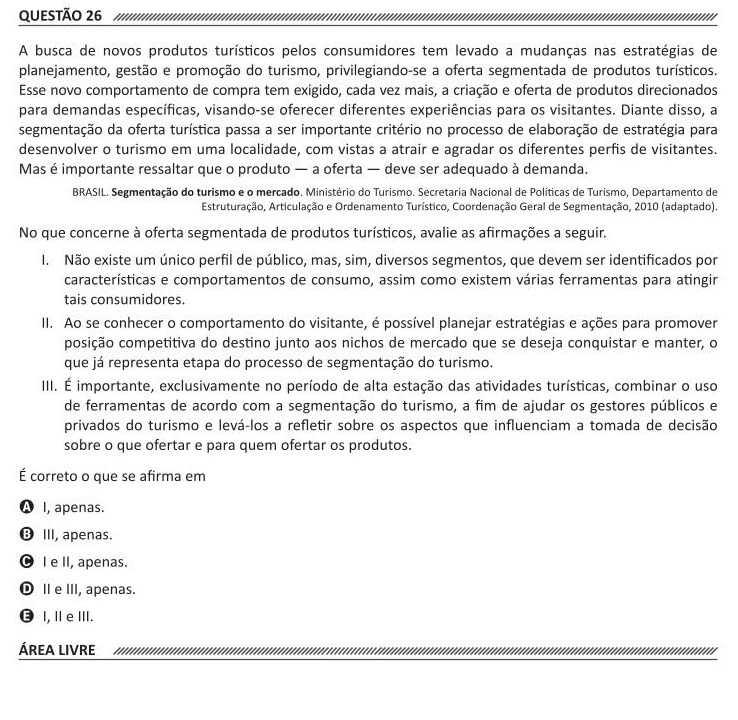 QUESTÃO 26
A busca de novos produtos turísticos pelos consumidores tem levado a mudanças nas estratégias de
planejamento, gestão e promoção do turismo, privilegiando-se a oferta segmentada de produtos turísticos.
Esse novo comportamento de compra tem exigido, cada vez mais, a criação e oferta de produtos direcionados
para demandas específicas, visando-se oferecer diferentes experiências para os visitantes. Diante disso, a
segmentação da oferta turística passa a ser importante critério no processo de elaboração de estratégia para
desenvolver o turismo em uma localidade, com vistas a atrair e agradar os diferentes perfis de visitantes.
Mas é importante ressaltar que o produto — a oferta — deve ser adequado à demanda.
BRASIL. Segmentação do turismo e o mercado. Ministério do Turismo. Secretaria Nacional de Políticas de Turismo, Departamento de
Estruturação, Articulação e Ordenamento Turístico, Coordenação Geral de Segmentação, 2010 (adaptado).
No que concerne à oferta segmentada de produtos turísticos, avalie as afirmações a seguir.
I. Não existe um único perfil de público, mas, sim, diversos segmentos, que devem ser identificados por
características e comportamentos de consumo, assim como existem várias ferramentas para atingir
tais consumidores.
II. Ao se conhecer o comportamento do visitante, é possível planejar estratégias e ações para promover
posição competitiva do destino junto aos nichos de mercado que se deseja conquistar e manter, o
que já representa etapa do processo de segmentação do turismo.
III. É importante, exclusivamente no período de alta estação das atividades turísticas, combinar o uso
de ferramentas de acordo com a segmentação do turismo, a fim de ajudar os gestores públicos e
privados do turismo e levá-los a refletir sobre os aspectos que influenciam a tomada de decisão
sobre o que ofertar e para quem ofertar os produtos.
É correto o que se afirma em
A I, apenas.
B III, apenas.
C I e II, apenas.
D II e III, apenas.
E I, II e III.
ÁREA LIVRE